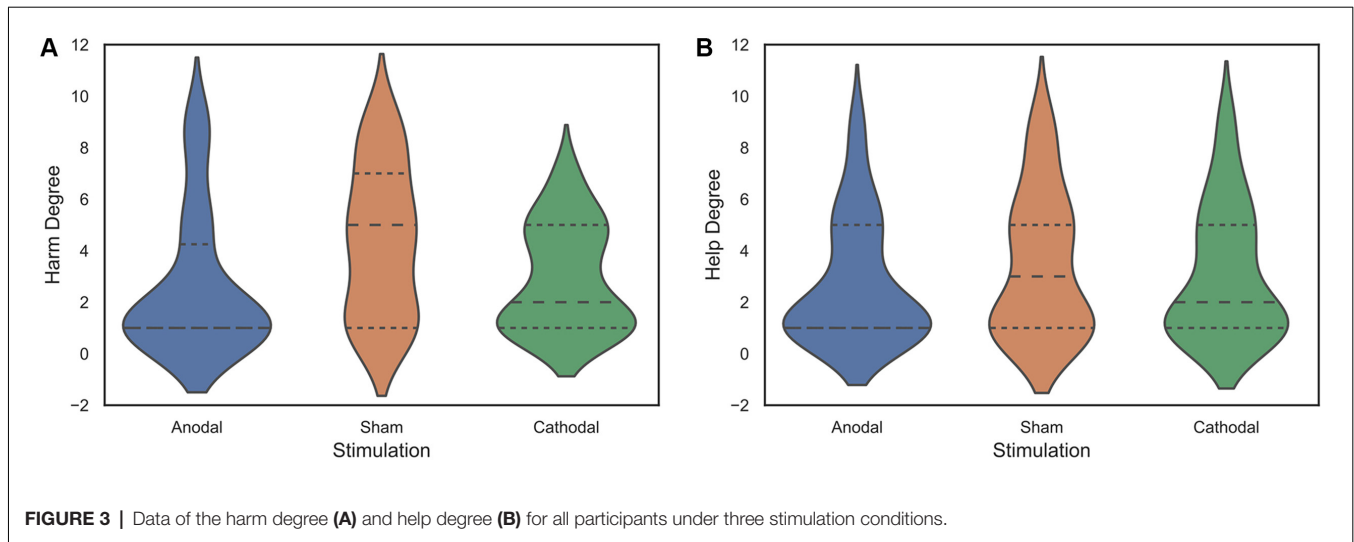 A
12
10
8
6
4
2
0
−2
Harm Degree
Anodal Sham Cathodal
Stimulation
B
12
10
8
6
4
2
0
−2
Help Degree
Anodal Sham Cathodal
Stimulation
FIGURE 3 | Data of the harm degree (A) and help degree (B) for all participants under three stimulation conditions.